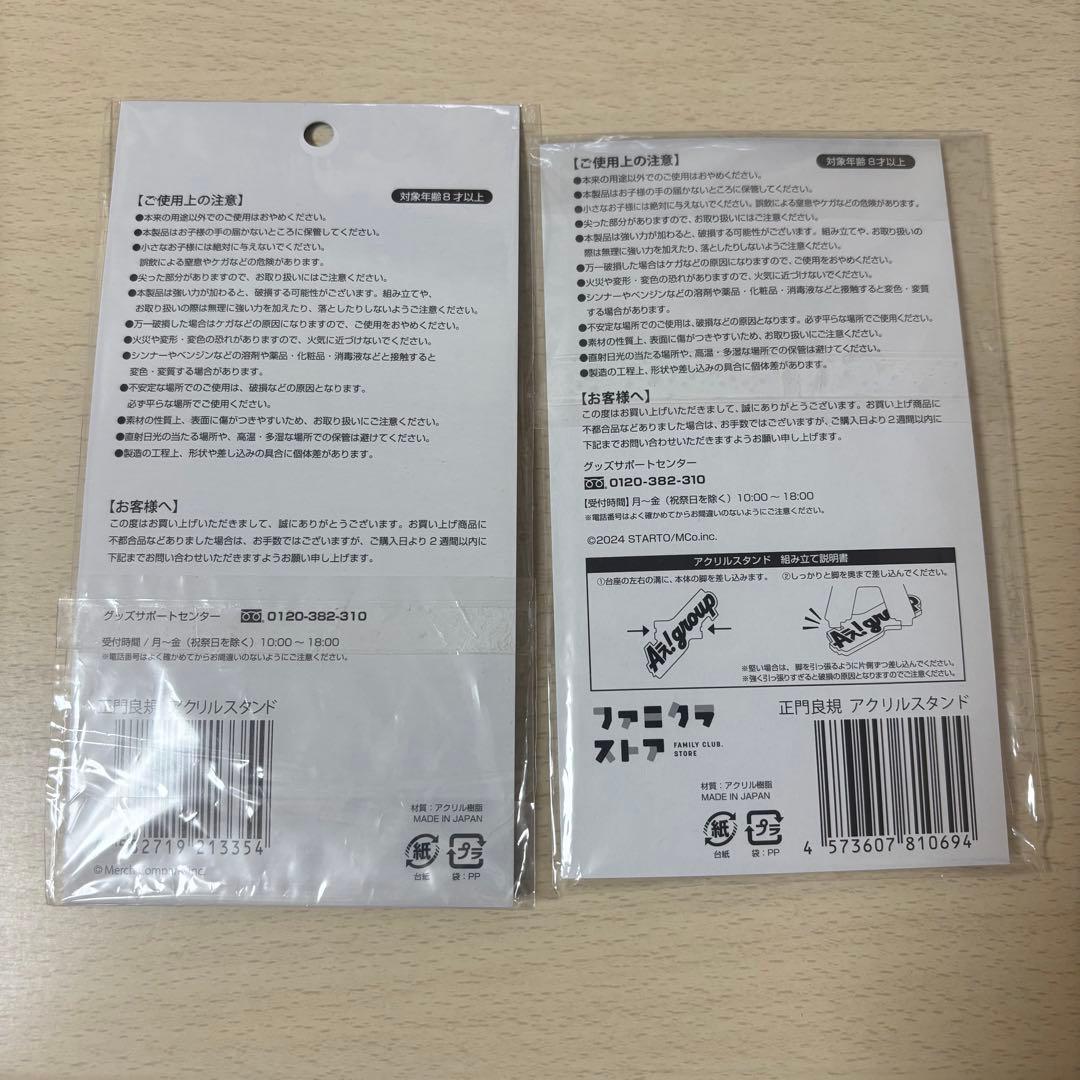 【ご使用上の注意】
対象年齢8才以上
●本来の用途以外でのご使用はおやめください。
●本製品はお子様の手の届かないところに保管してください。
●小さなお子様には絶対に与えないでください。
誤飲による窒息やケガなどの危険があります。
●尖った部分がありますので、お取り扱いにはご注意ください。
●本製品は強い力が加わると、破損する可能性がございます。組み立てや、
お取り扱いの際は無理に強い力を加えたり、落としたりしないようご注意ください。
●万一破損した場合はケガなどの原因になりますので、ご使用をおやめください。
●火災や変形・変色の恐れがありますので、火気に近づけないでください。
●シンナーやベンジンなどの溶剤や薬品・化粧品・消毒液などと接触すると
変色・変質する場合があります。
●不安定な場所でのご使用は、破損などの原因となります。
必ず平らな場所でご使用ください。
●素材の性質上、表面に傷がつきやすいため、お取り扱いにご注意ください。
●直射日光の当たる場所や、高温・多湿な場所での保管は避けてください。
●製造の工程上、形状や差し込みの具合に個体差があります。
【お客様へ】
この度はお買い上げいただきまして、誠にありがとうございます。お買い上げ商品に
不都合品などありました場合は、お手数ではございますが、ご購入日より2週間以内に
下記までお問い合わせいただきますようお願い申し上げます。
グッズサポートセンター 0120-382-310
受付時間/月〜金(祝祭日を除く)10:00〜18:00
※電話番号はよく確かめてからお間違いのないようにご注意ください。
正門良規 アクリルスタンド
材質:アクリル樹脂
MADE IN JAPAN
213354
紙
台紙
プラ
袋:PP
【ご使用上の注意】
対象年齢8才以上
●本来の用途以外でのご使用はおやめください。
●本製品はお子様の手の届かないところに保管してください。
●小さなお子様には絶対に与えないでください。誤飲による窒息やケガなどの危険があります。
●尖った部分がありますので、お取り扱いにはご注意ください。
●本製品は強い力が加わると、破損する可能性がございます。組み立てや、お取り扱いの
際は無理に強い力を加えたり、落としたりしないようご注意ください。
●万一破損した場合はケガなどの原因になりますので、ご使用をおやめください。
●火災や変形・変色の恐れがありますので、火気に近づけないでください。
●シンナーやベンジンなどの溶剤や薬品・化粧品・消毒液などと接触すると変色・変質
する場合があります。
●不安定な場所でのご使用は、破損などの原因となります。必ず平らな場所でご使用ください。
●素材の性質上、表面に傷がつきやすいため、お取り扱いにご注意ください。
●直射日光の当たる場所や、高温・多湿な場所での保管は避けてください。
●製造の工程上、形状や差し込みの具合に個体差があります。
【お客様へ】
この度はお買い上げいただきまして、誠にありがとうございます。お買い上げ商品に
不都合品などありました場合は、お手数ではございますが、ご購入日より2週間以内に
下記までお問い合わせいただきますようお願い申し上げます。
グッズサポートセンター
0120-382-310
【受付時間】月〜金(祝祭日を除く)10:00〜18:00
※電話番号はよく確かめてからお間違いのないようにご注意ください。
©2024 STARTO/MCo.inc.
アクリルスタンド 組み立て説明書
①台座の左右の溝に、本体の脚を差し込みます。
②しっかりと脚を奥まで差し込んでください。
Aぇ!group
Aぇ!gr
※堅い場合は、脚を引っ張るように片側ずつ差し込んでください。
※強く引っ張りすぎると破損の原因となりますのでご注意ください。
ファミクラ
ストア
FAMILY CLUB.
STORE
正門良規 アクリルスタンド
材質:アクリル樹脂
MADE IN JAPAN
紙
台紙
プラ
袋:PP
4 573607 810694